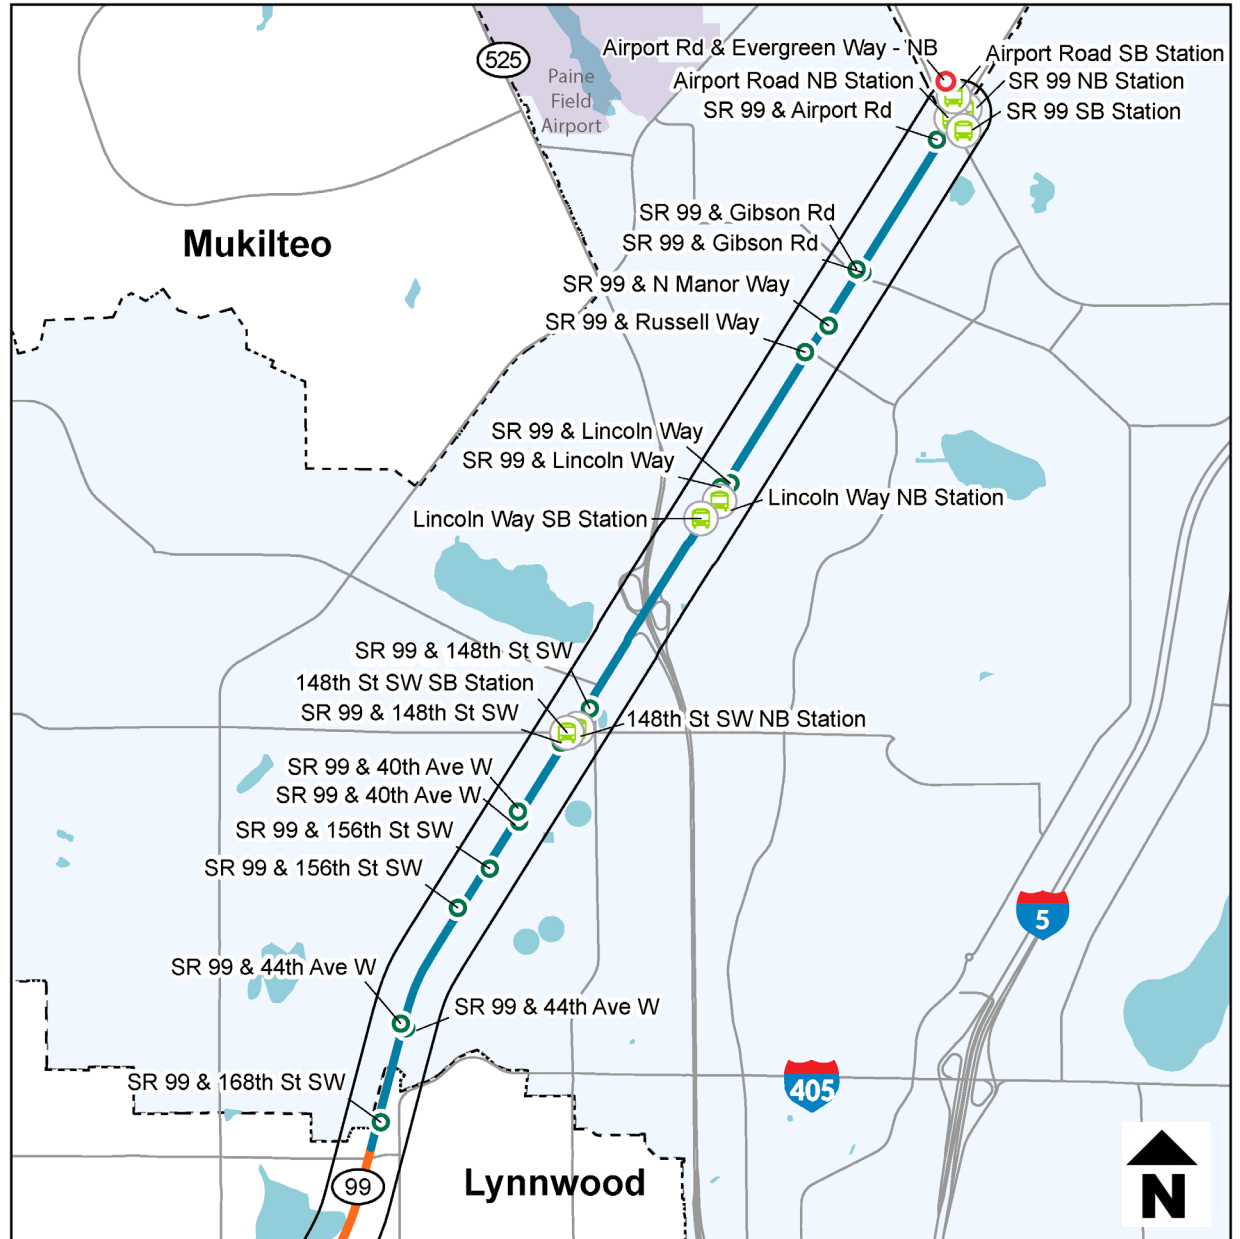 Airport Rd & Evergreen Way - NB
Airport Road SB Station
525
Paine
Field
Airport
Airport Road NB Station
SR 99 NB Station
SR 99 & Airport Rd
SR 99 SB Station
SR 99 & Gibson Rd
Mukilteo
SR 99 & Gibson Rd
SR 99 & N Manor Way
SR 99 & Russell Way
SR 99 & Lincoln Way
SR 99 & Lincoln Way
Lincoln Way NB Station
Lincoln Way SB Station
SR 99 & 148th St SW
148th St SW SB Station
SR 99 & 148th St SW
148th St SW NB Station
SR 99 & 40th Ave W
SR 99 & 40th Ave W
SR 99 & 156th St SW
SR 99 & 156th St SW
5
SR 99 & 44th Ave W
SR 99 & 44th Ave W
SR 99 & 168th St SW
405
99
Lynnwood
N